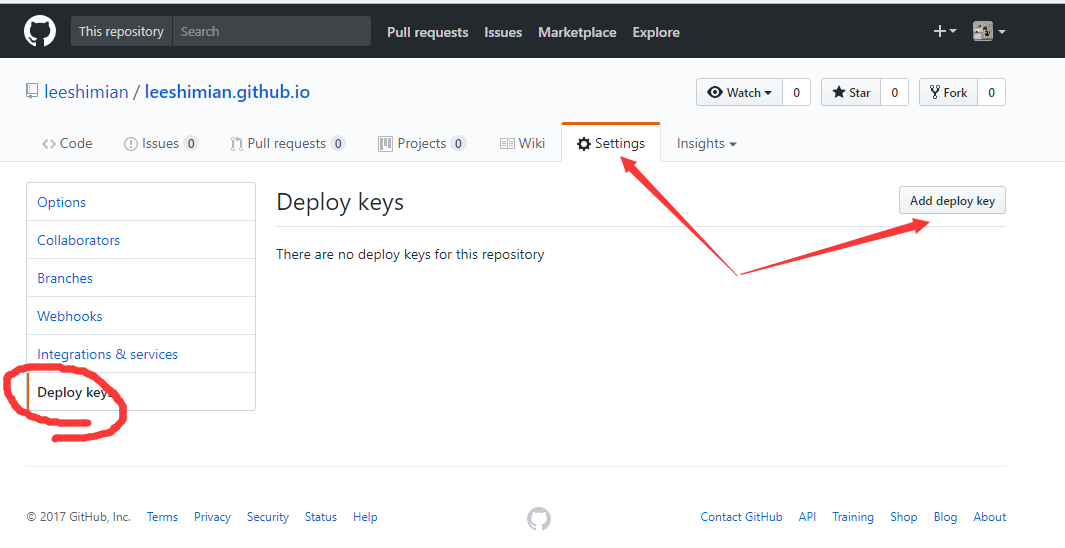 This repository Search Pull requests Issues Marketplace Explore
leeshimian / leeshimian.github.io Watch 0 Star 0 Fork 0
Code Issues 0 Pull requests 0 Projects 0 Wiki Settings Insights
Options
Collaborators
Branches
Webhooks
Integrations & services
Deploy keys
Deploy keys Add deploy key
There are no deploy keys for this repository
© 2017 GitHub, Inc. Terms Privacy Security Status Help Contact GitHub API Training Shop Blog About